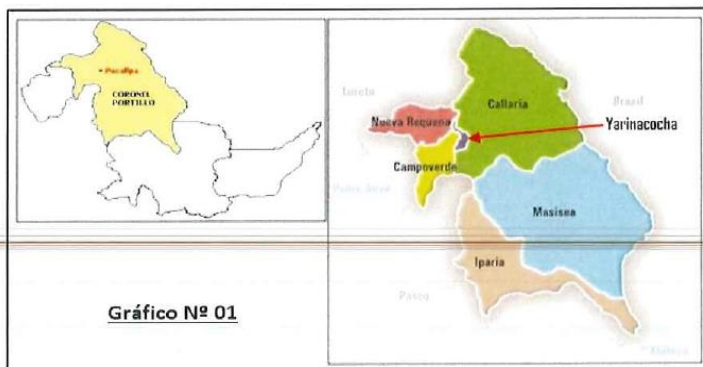 Pucallpa
CORONEL
PORTILLO
Gráfico Nº 01
Loreto
Callaria
Brazil
Nueva Requena
Yarinacocha
Campoverde
Masisea
Iparia
Pasco